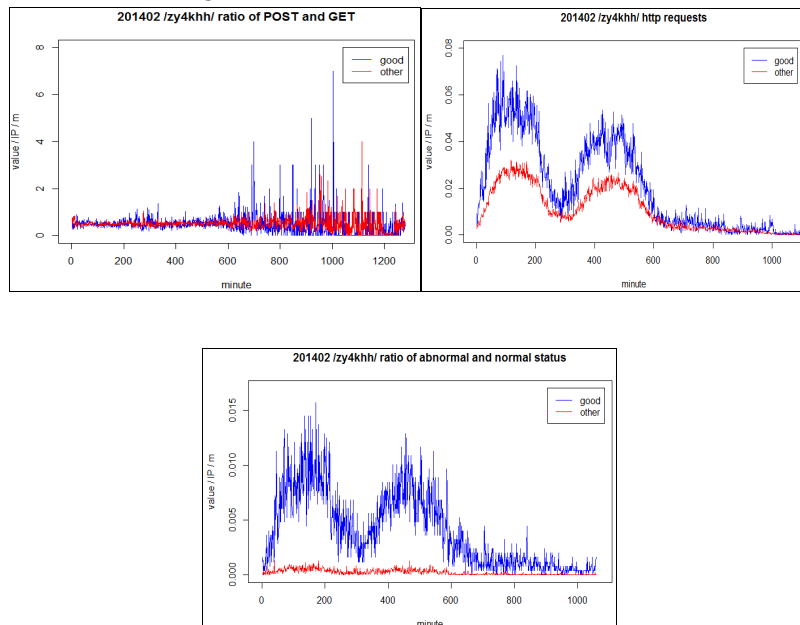 201402 /zy4khh/ ratio of POST and GET
value / IP / m
8
6
4
2
0
good
other
0 200 400 600 800 1000 1200
minute
201402 /zy4khh/ http requests
value / IP / m
0.08
0.06
0.04
0.02
0.00
good
other
0 200 400 600 800 1000
minute
201402 /zy4khh/ ratio of abnormal and normal status
value / IP / m
0.015
0.010
0.005
0.000
good
other
0 200 400 600 800 1000
minute